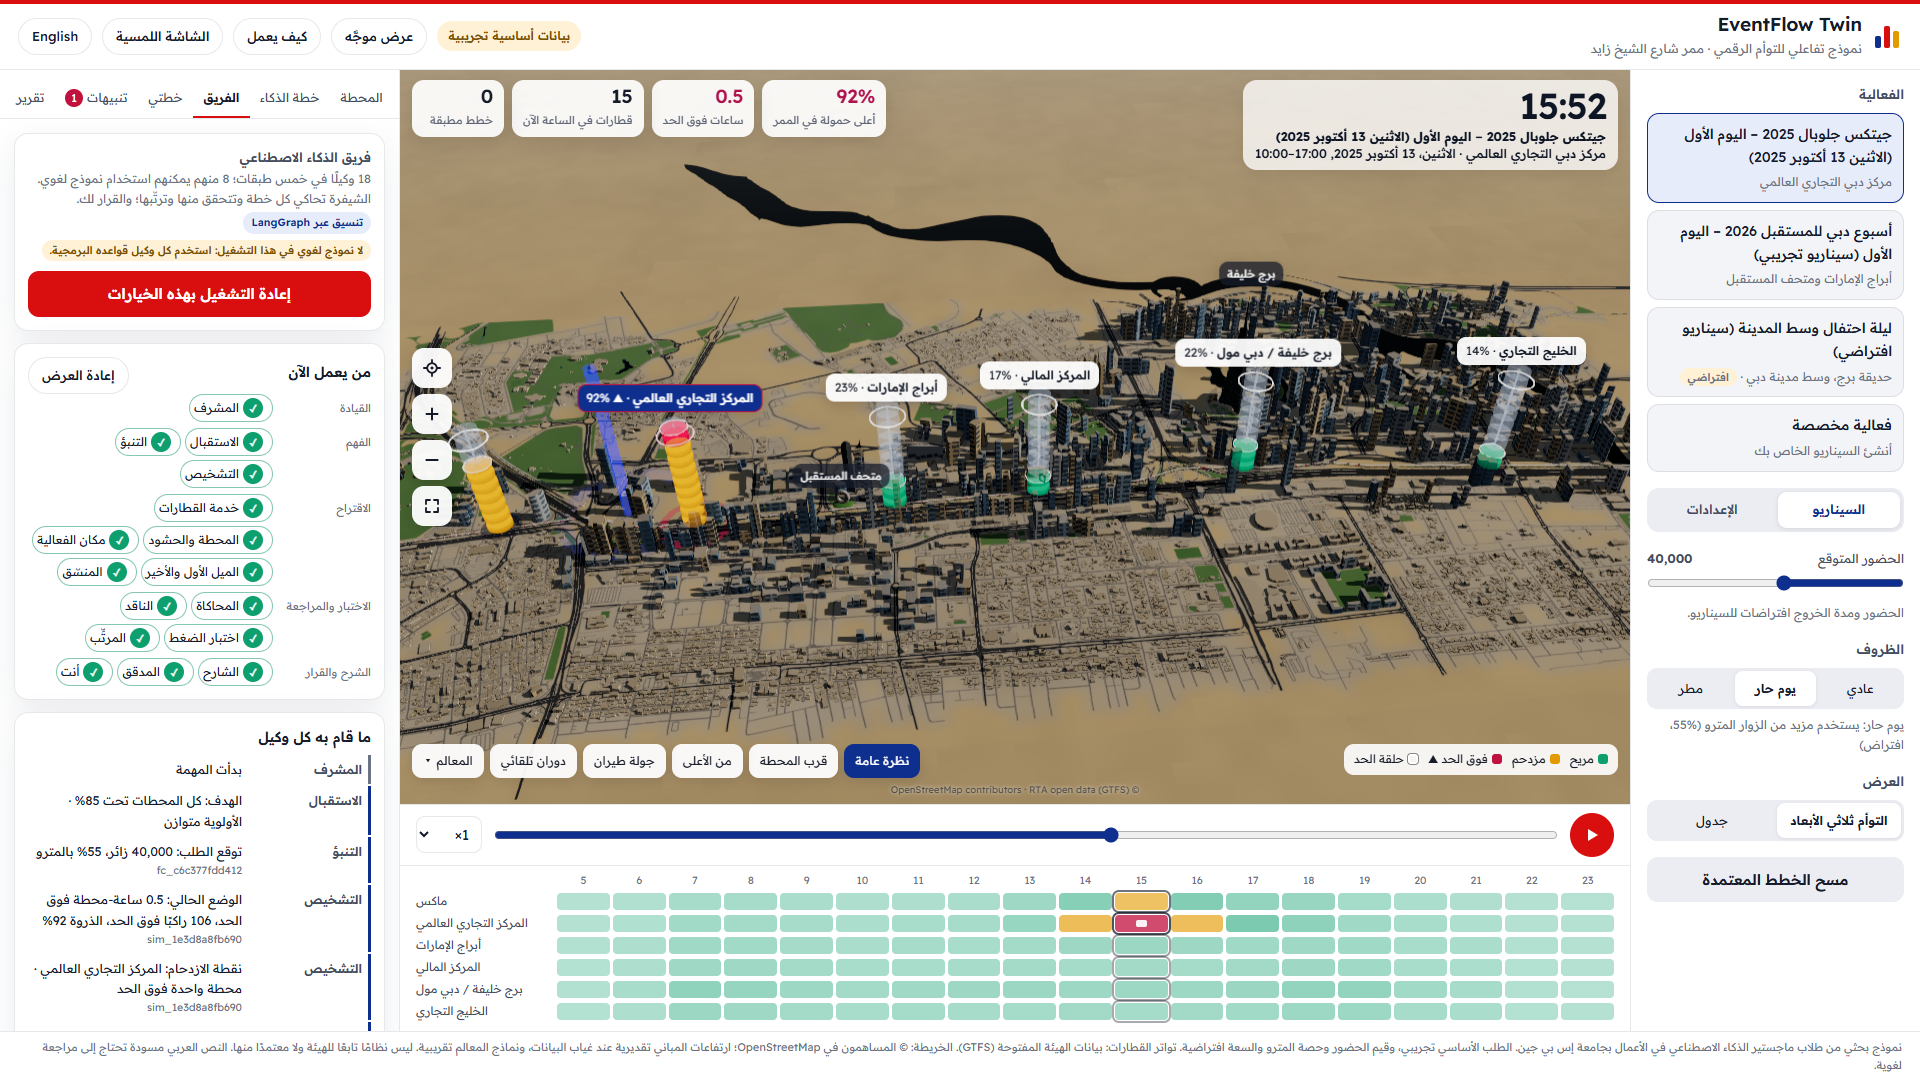 EventFlow Twin
نموذج تفاعلي للتوأم الرقمي · ممر شارع الشيخ زايد
بيانات أساسية تجريبية
عرض موجَّه
كيف يعمل
الشاشة اللمسية
English
الفعالية
جيتكس جلوبال 2025 – اليوم الأول
(الاثنين 13 أكتوبر 2025)
مركز دبي التجاري العالمي
أسبوع دبي للمستقبل 2026 – اليوم
الأول (سيناريو تجريبي)
أبراج الإمارات ومتحف المستقبل
ليلة احتفال وسط المدينة (سيناريو
افتراضي)
حديقة برج، وسط مدينة دبي · افتراضي
فعالية مخصصة
أنشئ السيناريو الخاص بك
السيناريو
الإعدادات
الحضور المتوقع
40,000
الحضور ومدة الخروج افتراضات للسيناريو.
الظروف
عادي
يوم حار
مطر
يوم حار: يستخدم مزيد من الزوار المترو (55%،
افتراض)
العرض
التوأم ثلاثي الأبعاد
جدول
مسح الخطط المعتمدة
15:52
جيتكس جلوبال 2025 – اليوم الأول (الاثنين 13 أكتوبر 2025)
مركز دبي التجاري العالمي · الاثنين، 13 أكتوبر 2025, 10:00–17:00
92%
أعلى حمولة في الممر
0.5
ساعات فوق الحد
15
قطارات في الساعة الآن
0
خطط مطبقة
برج خليفة
الخليج التجاري · 14%
برج خليفة / دبي مول · 22%
المركز المالي · 17%
أبراج الإمارات · 23%
المركز التجاري العالمي · ▲ 92%
متحف المستقبل
مريح
مزدحم
فوق الحد ▲
حلقة الحد
نظرة عامة
قرب المحطة
من الأعلى
جولة طيران
دوران تلقائي
المعالم
© OpenStreetMap contributors · RTA open data (GTFS)
1×
5 6 7 8 9 10 11 12 13 14 15 16 17 18 19 20 21 22 23
ماكس
المركز التجاري العالمي
أبراج الإمارات
المركز المالي
برج خليفة / دبي مول
الخليج التجاري
المحطة
خطة الذكاء
الفريق
خطتي
تنبيهات 1
تقرير
فريق الذكاء الاصطناعي
18 وكيلًا في خمس طبقات؛ 8 منهم يمكنهم استخدام نموذج لغوي.
الشيفرة تحاكي كل خطة وتتحقق منها وترتّبها؛ والقرار لك.
تنسيق عبر LangGraph
لا نموذج لغوي في هذا التشغيل: استخدم كل وكيل قواعده البرمجية.
إعادة التشغيل بهذه الخيارات
من يعمل الآن
إعادة العرض
القيادة
المشرف
الفهم
الاستقبال
التنبؤ
التشخيص
الاقتراح
خدمة القطارات
المحطة والحشود
مكان الفعالية
الميل الأول والأخير
المنسّق
الاختبار والمراجعة
المحاكاة
الناقد
اختبار الضغط
المرتّب
الشرح والقرار
الشارح
المدقق
أنت
ما قام به كل وكيل
المشرف
بدأت المهمة
الاستقبال
الهدف: كل المحطات تحت 85% ·
الأولوية متوازن
التنبؤ
توقع الطلب: 40,000 زائر، 55% بالمترو
fc_c6c377fdd412
التشخيص
الوضع الحالي: 0.5 ساعة-محطة فوق
الحد، 106 راكبًا فوق الحد، الذروة 92%
sim_1e3d8a8fb690
التشخيص
نقطة الازدحام: المركز التجاري العالمي ·
محطة واحدة فوق الحد
sim_1e3d8a8fb690
نموذج بحثي من طلاب ماجستير الذكاء الاصطناعي في الأعمال بجامعة إس بي جين. الطلب الأساسي تجريبي، وقيم الحضور وحصة المترو والسعة افتراضية. تواتر القطارات: بيانات الهيئة المفتوحة (GTFS). الخريطة: © المساهمون في OpenStreetMap؛ ارتفاعات المباني تقديرية عند غياب البيانات، ونماذج المعالم تقريبية. ليس نظامًا تابعًا للهيئة ولا معتمدًا منها. النص العربي مسودة تحتاج إلى مراجعة
لغوية.